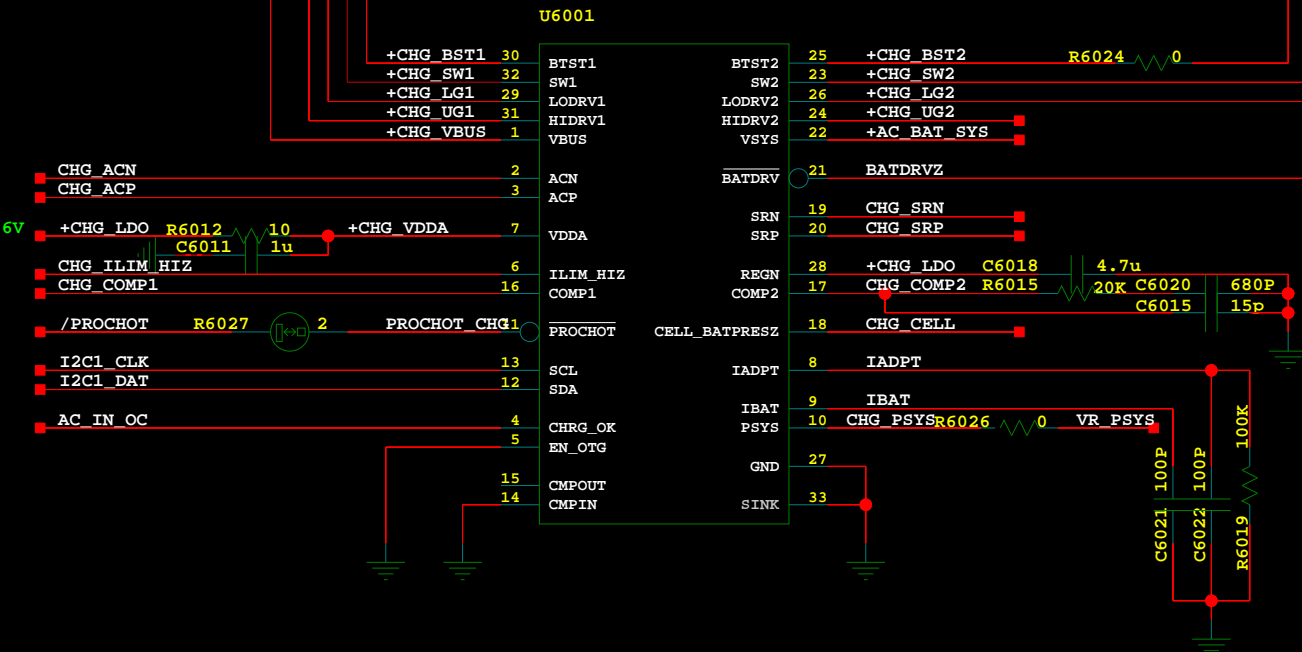 U6001
+CHG_BST1 30 BTST1 BTST2 25 +CHG_BST2 R6024 0
+CHG_SW1 32 SW1 SW2 23 +CHG_SW2
+CHG_LG1 29 LODRV1 LODRV2 26 +CHG_LG2
+CHG_UG1 31 HIDRV1 HIDRV2 24 +CHG_UG2
+CHG_VBUS 1 VBUS VSYS 22 +AC_BAT_SYS
CHG_ACN 2 ACN BATDRV 21 BATDRVZ
CHG_ACP 3 ACP
SRN 19 CHG_SRN
6V +CHG_LDO R6012 10 +CHG_VDDA 7 VDDA SRP 20 CHG_SRP
C6011 1u
CHG_ILIM_HIZ 6 ILIM_HIZ REGN 28 +CHG_LDO C6018 4.7u
CHG_COMP1 16 COMP1 COMP2 17 CHG_COMP2 R6015 20K C6020 680P
C6015 15p
/PROCHOT R6027 2 PROCHOT_CHG 11 PROCHOT CELL_BATPRESZ 18 CHG_CELL
I2C1_CLK 13 SCL IADPT 8 IADPT
I2C1_DAT 12 SDA
IBAT 9 IBAT
AC_IN_OC 4 CHRG_OK PSYS 10 CHG_PSYS R6026 0 VR_PSYS
5 EN_OTG
GND 27
15 CMPOUT
14 CMPIN SINK 33
C6021 100P
C6022 100P
R6019 100K